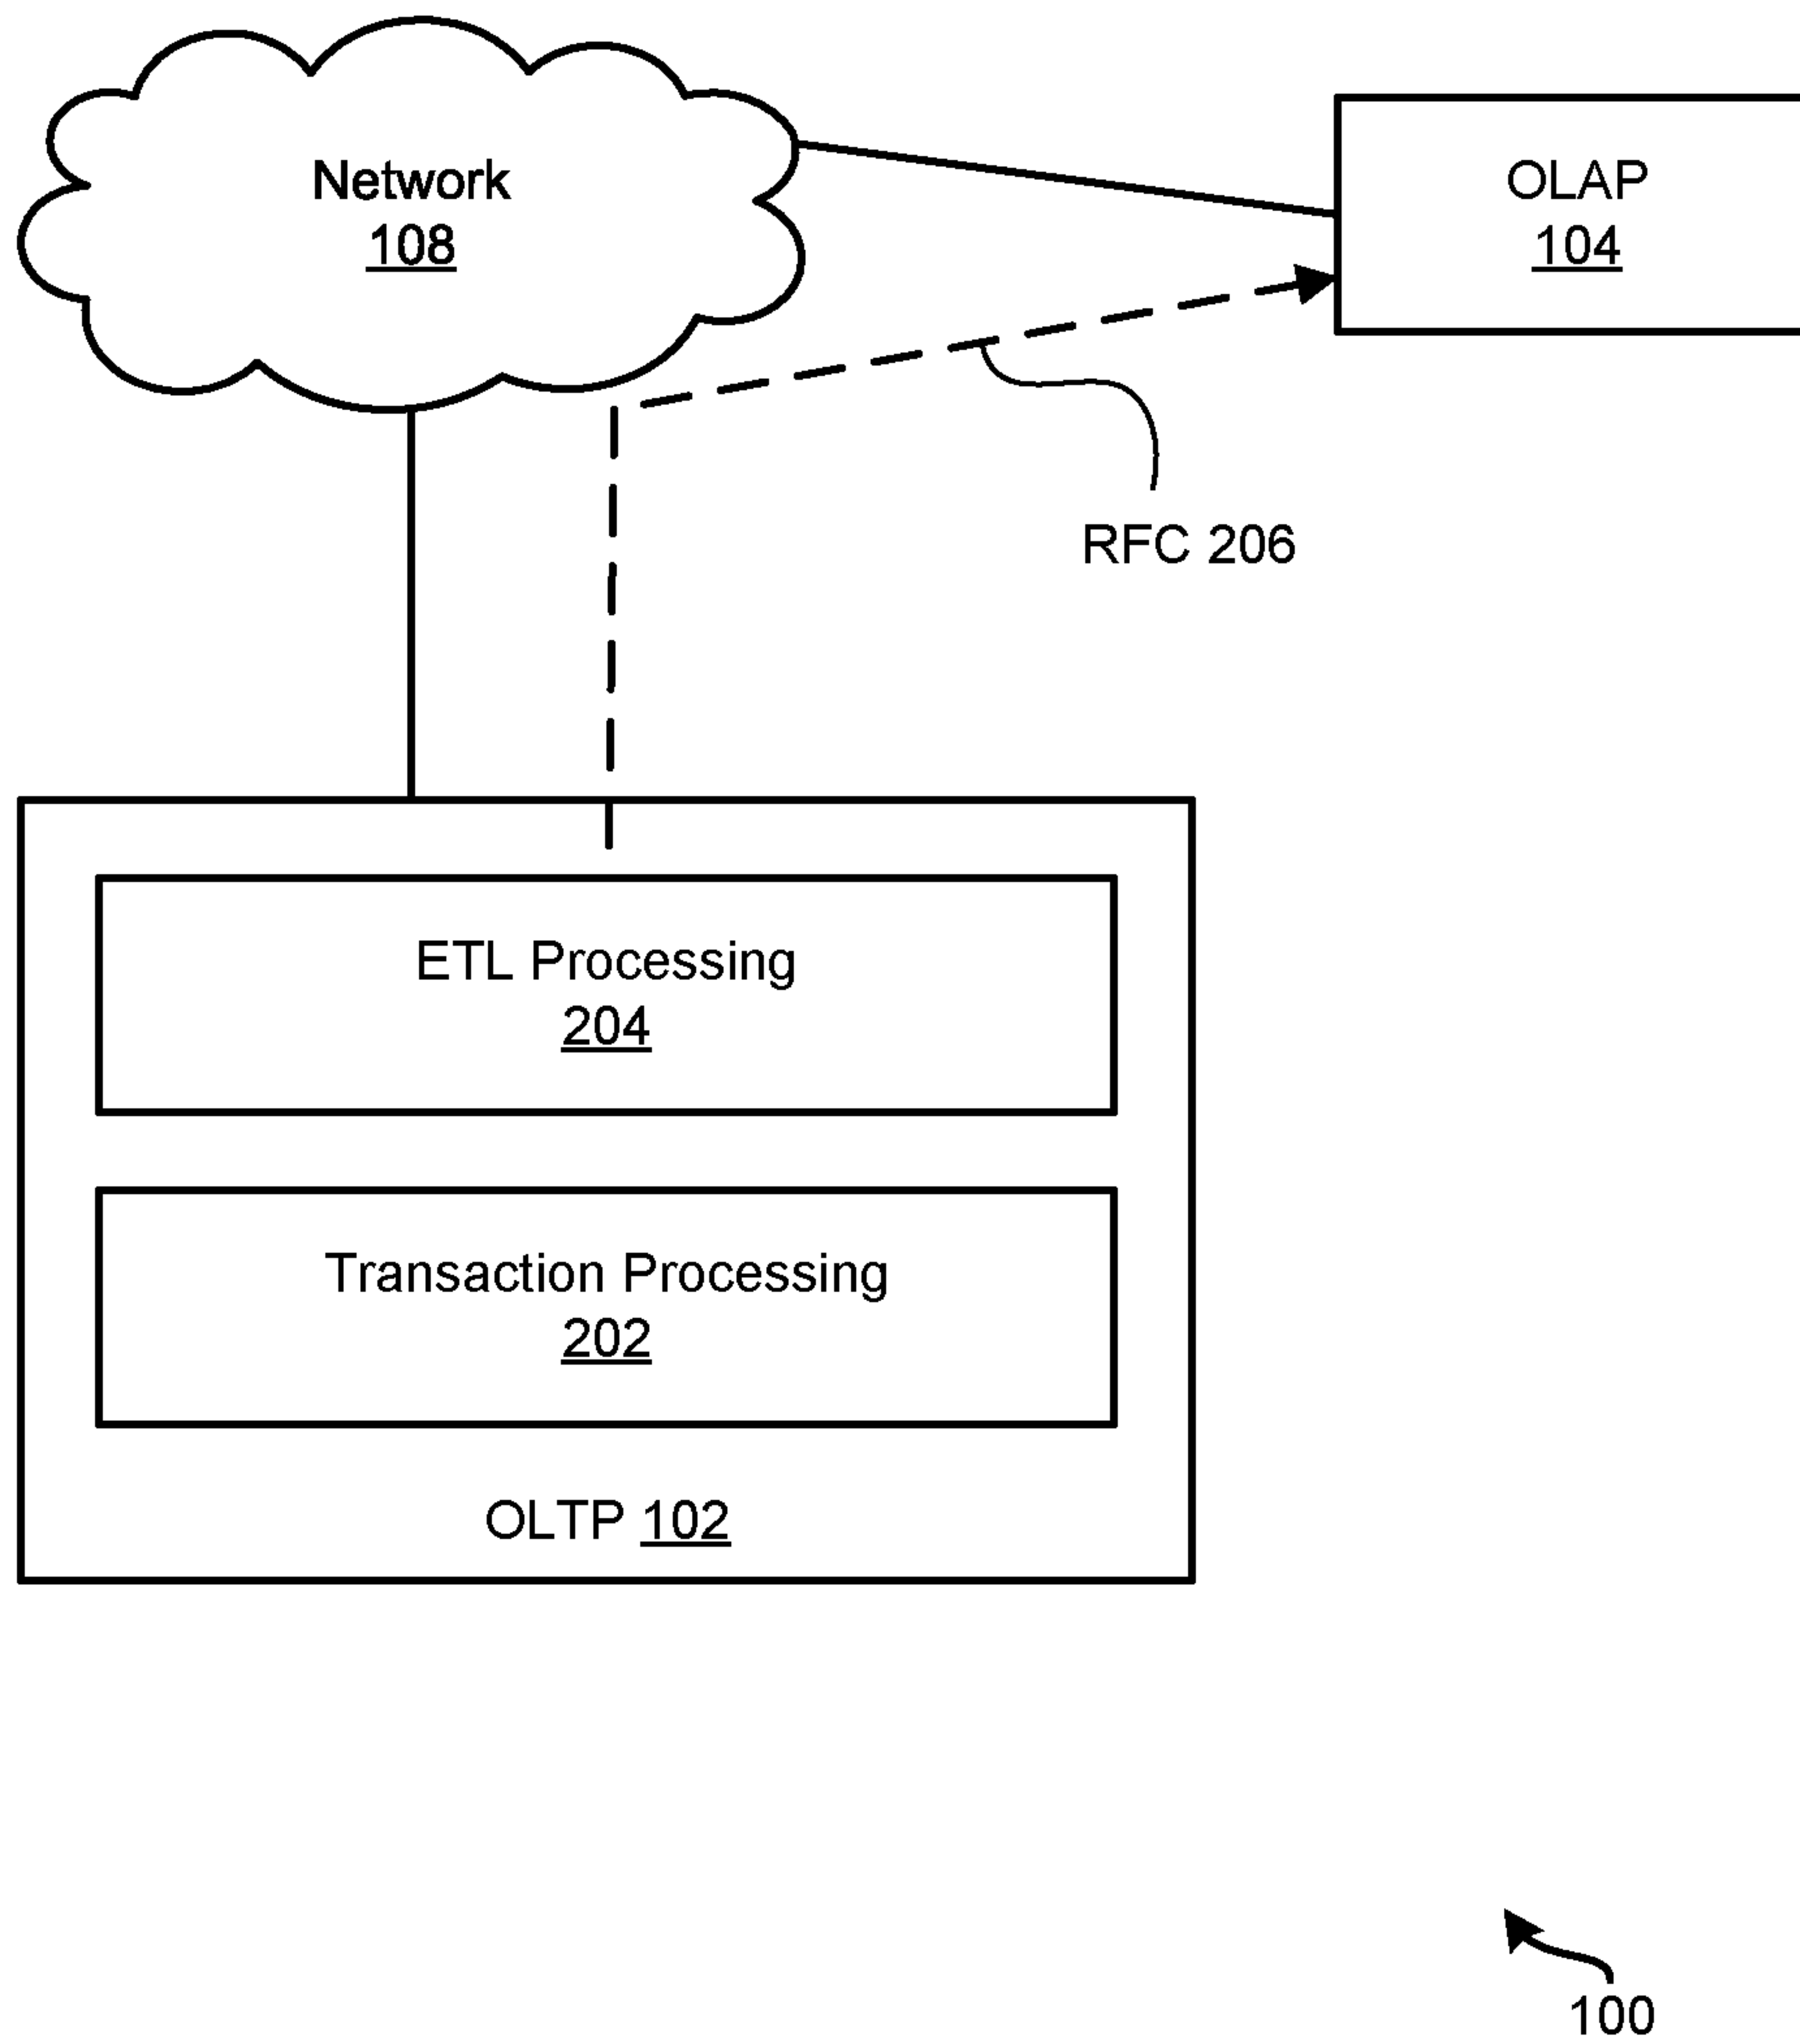 Network
108
OLAP
104
RFC 206
ETL Processing
204
Transaction Processing
202
OLTP 102
100